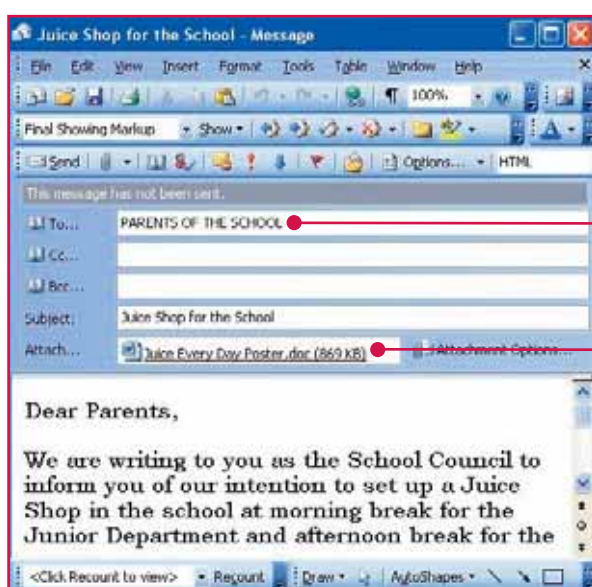 Juice Shop for the School - Message
File Edit View Insert Format Tools Table Window Help
100%
Final Showing Markup Show
Send Options... HTML
This message has not been sent.
To... PARENTS OF THE SCHOOL
Cc...
Bcc...
Subject: Juice Shop for the School
Attach... Juice Every Day Poster.doc (869 KB) Attachment Options...
Dear Parents,
We are writing to you as the School Council to
inform you of our intention to set up a Juice
Shop in the school at morning break for the
Junior Department and afternoon break for the
<Click Recount to view> Recount Draw AutoShapes